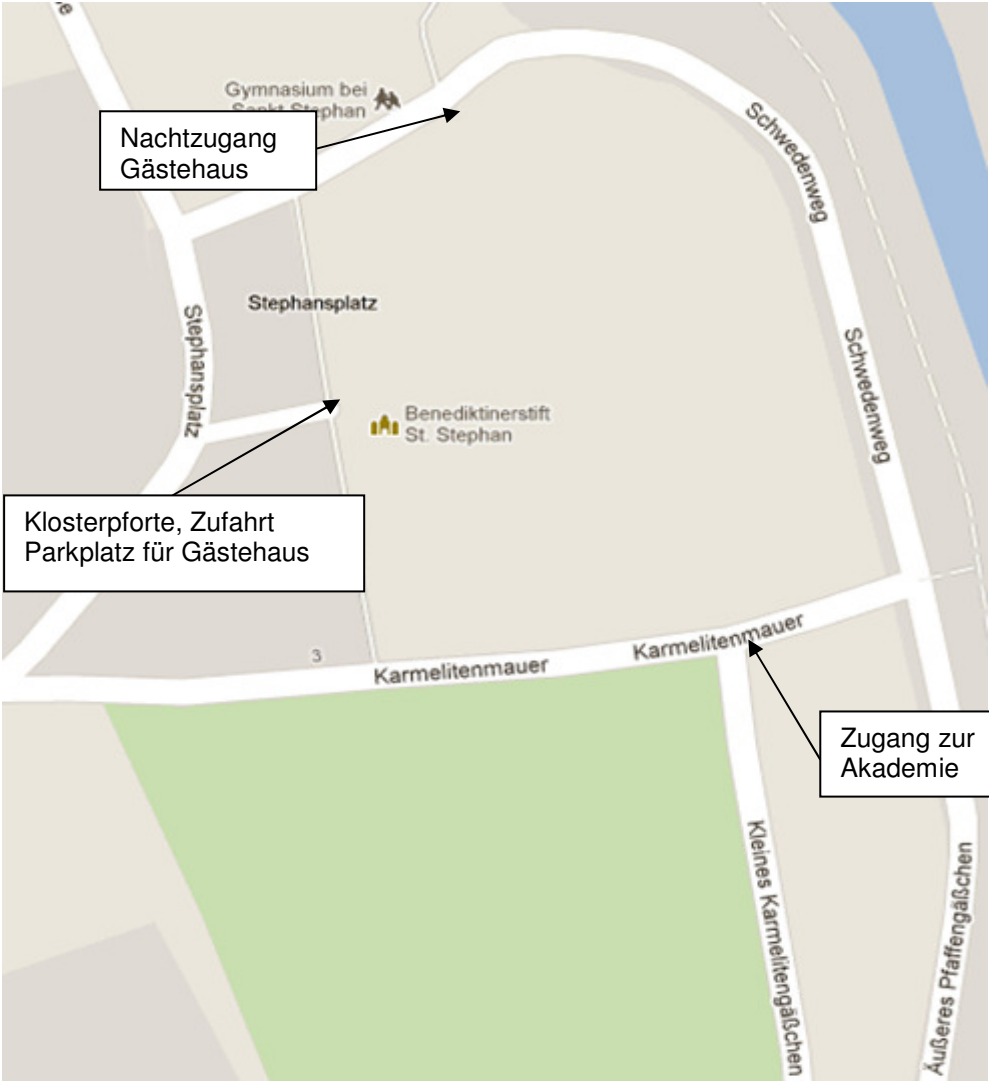 e
Gymnasium bei
Sankt Stephan
Nachtzugang
Gästehaus
Schwedenweg
Stephansplatz
Stephansplatz
Schwedenweg
Benediktinerstift
St. Stephan
Klosterpforte, Zufahrt
Parkplatz für Gästehaus
3
Karmelitenmauer
Karmelitenmauer
Zugang zur
Akademie
Kleines Karmelitengäßchen
Äußeres Pfaffengäßchen